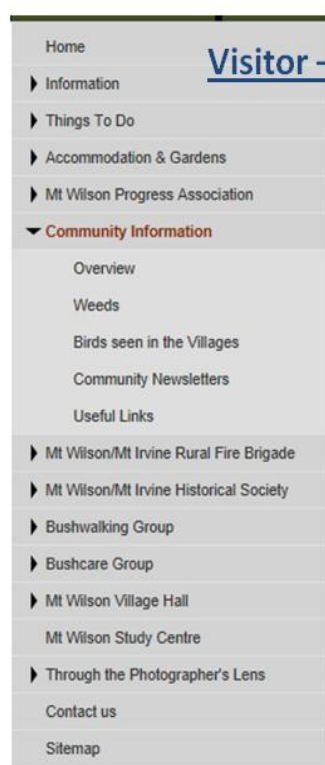 Visitor -
Home
Information
Things To Do
Accommodation & Gardens
Mt Wilson Progress Association
Community Information
Overview
Weeds
Birds seen in the Villages
Community Newsletters
Useful Links
Mt Wilson/Mt Irvine Rural Fire Brigade
Mt Wilson/Mt Irvine Historical Society
Bushwalking Group
Bushcare Group
Mt Wilson Village Hall
Mt Wilson Study Centre
Through the Photographer's Lens
Contact us
Sitemap